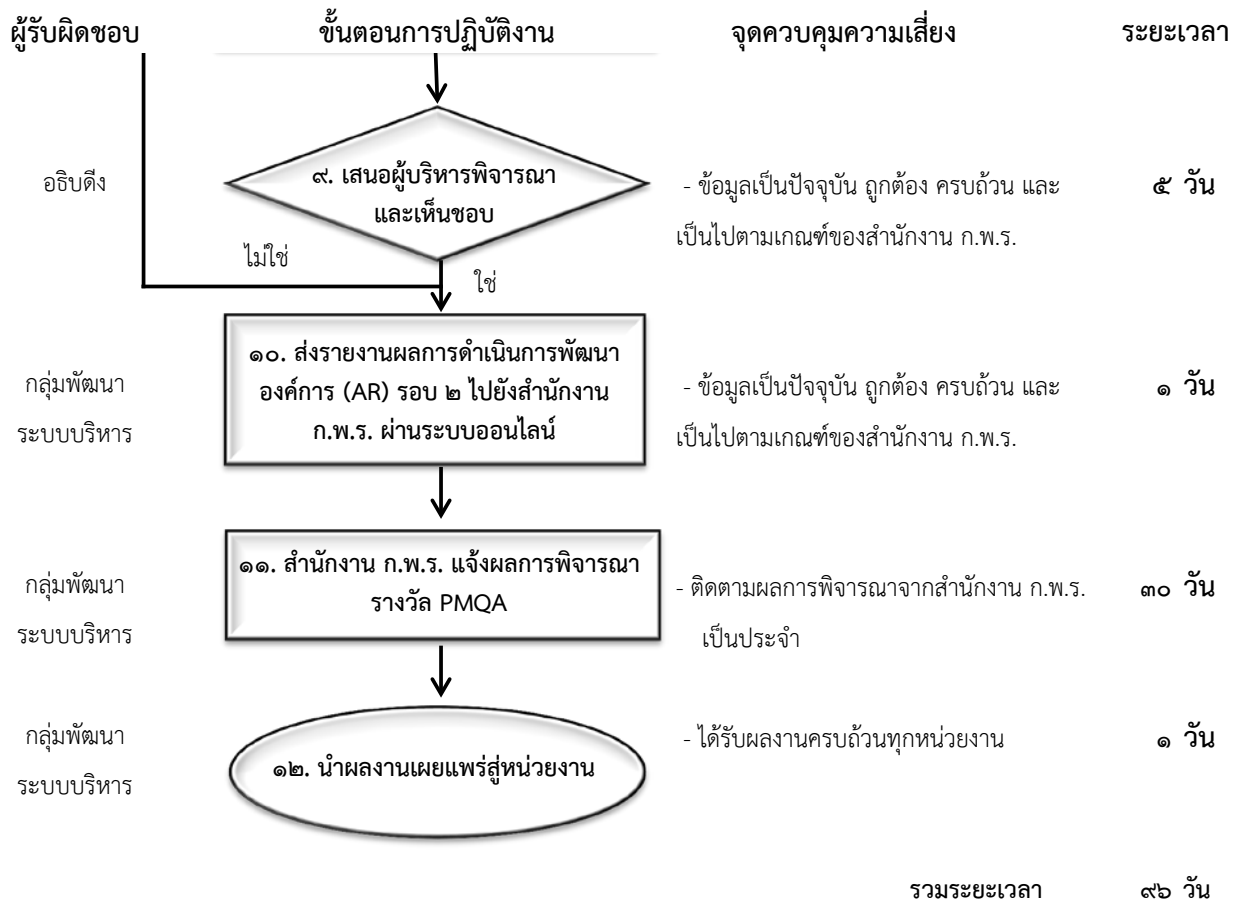 ผู้รับผิดชอบ ขั้นตอนการปฏิบัติงาน จุดควบคุมความเสี่ยง ระยะเวลา
อธิบดีง
๙. เสนอผู้บริหารพิจารณา
และเห็นชอบ
- ข้อมูลเป็นปัจจุบัน ถูกต้อง ครบถ้วน และ
เป็นไปตามเกณฑ์ของสำนักงาน ก.พ.ร.
๕ วัน
ไม่ใช่
ใช่
กลุ่มพัฒนา
ระบบบริหาร
๑๐. ส่งรายงานผลการดำเนินการพัฒนา
องค์การ (AR) รอบ ๒ ไปยังสำนักงาน
ก.พ.ร. ผ่านระบบออนไลน์
- ข้อมูลเป็นปัจจุบัน ถูกต้อง ครบถ้วน และ
เป็นไปตามเกณฑ์ของสำนักงาน ก.พ.ร.
๑ วัน
กลุ่มพัฒนา
ระบบบริหาร
๑๑. สำนักงาน ก.พ.ร. แจ้งผลการพิจารณา
รางวัล PMQA
- ติดตามผลการพิจารณาจากสำนักงาน ก.พ.ร.
เป็นประจำ
๓๐ วัน
กลุ่มพัฒนา
ระบบบริหาร
๑๒. นำผลงานเผยแพร่สู่หน่วยงาน
- ได้รับผลงานครบถ้วนทุกหน่วยงาน
๑ วัน
รวมระยะเวลา ๙๖ วัน